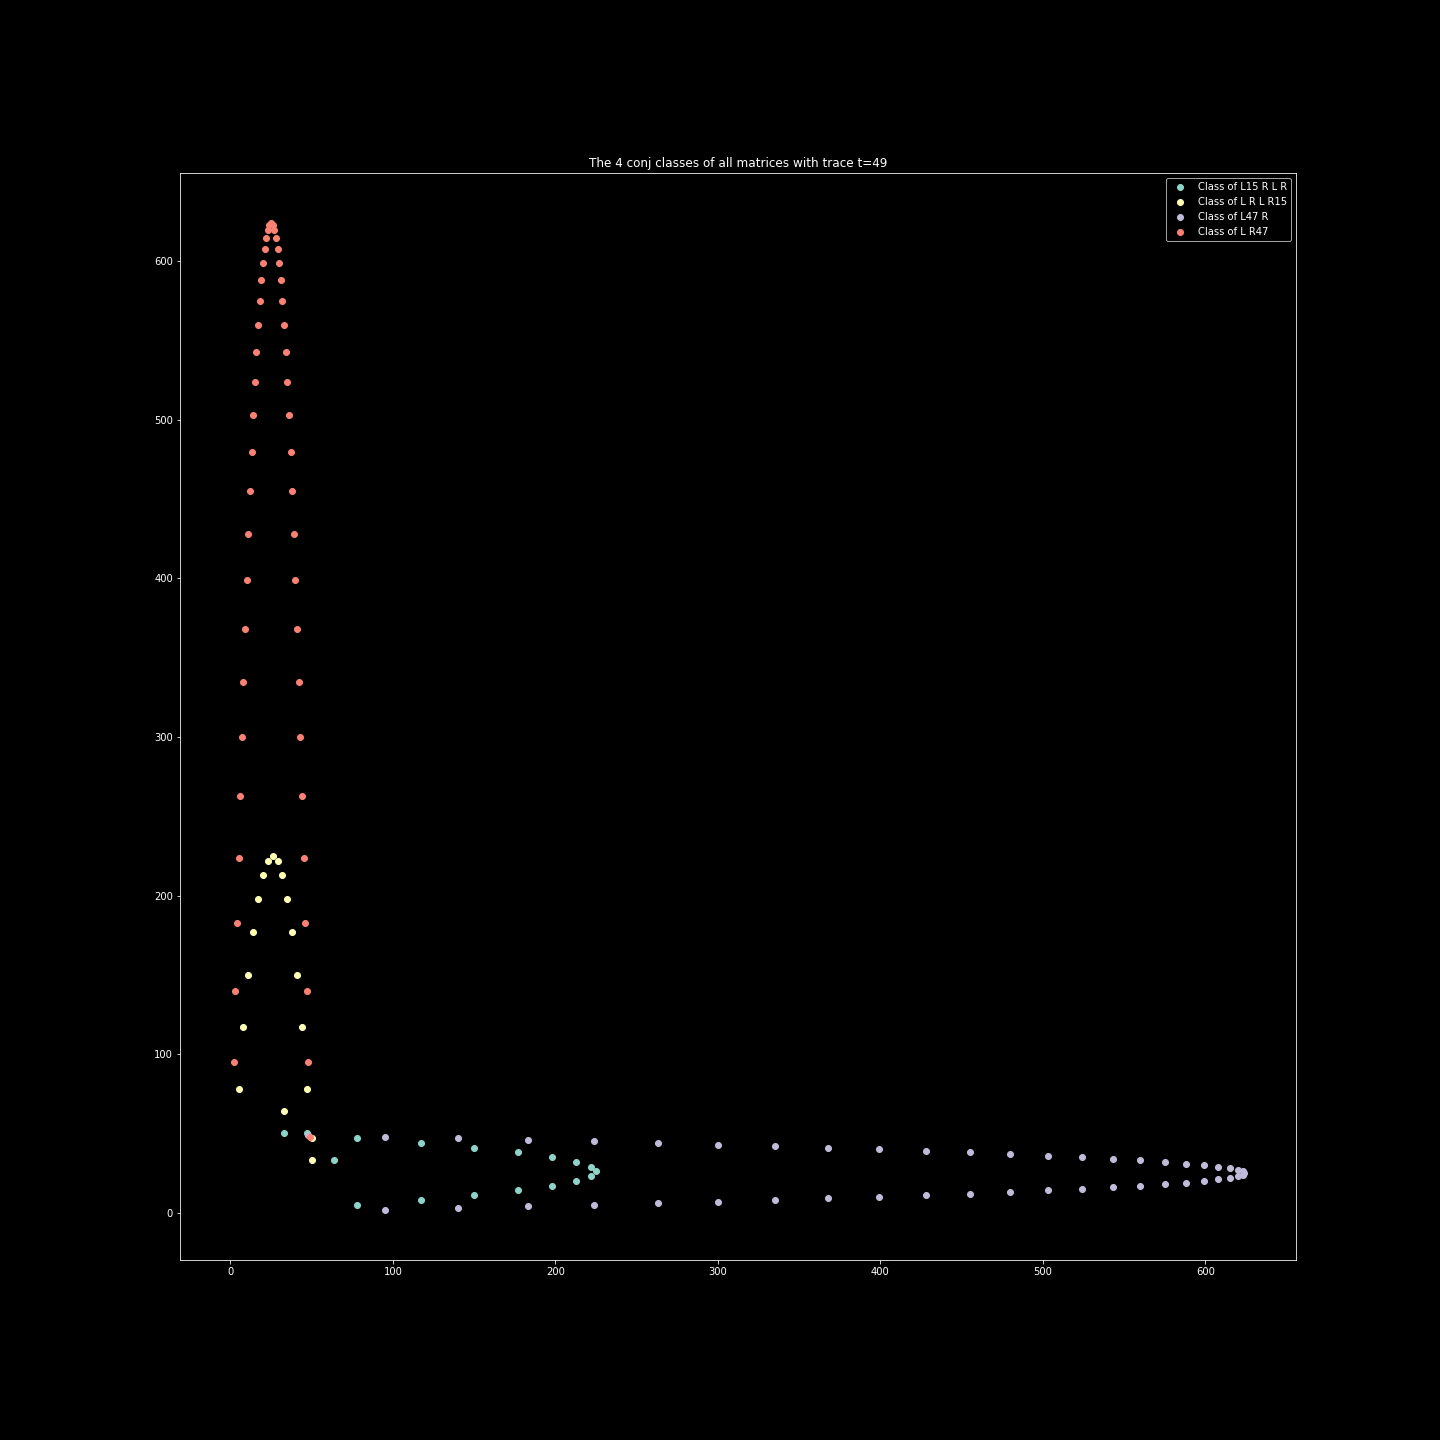 The 4 conj classes of all matrices with trace t=49
Class of L15 R L R
Class of L R L R15
Class of L47 R
Class of L R47
600
500
400
300
200
100
0
0 100 200 300 400 500 600